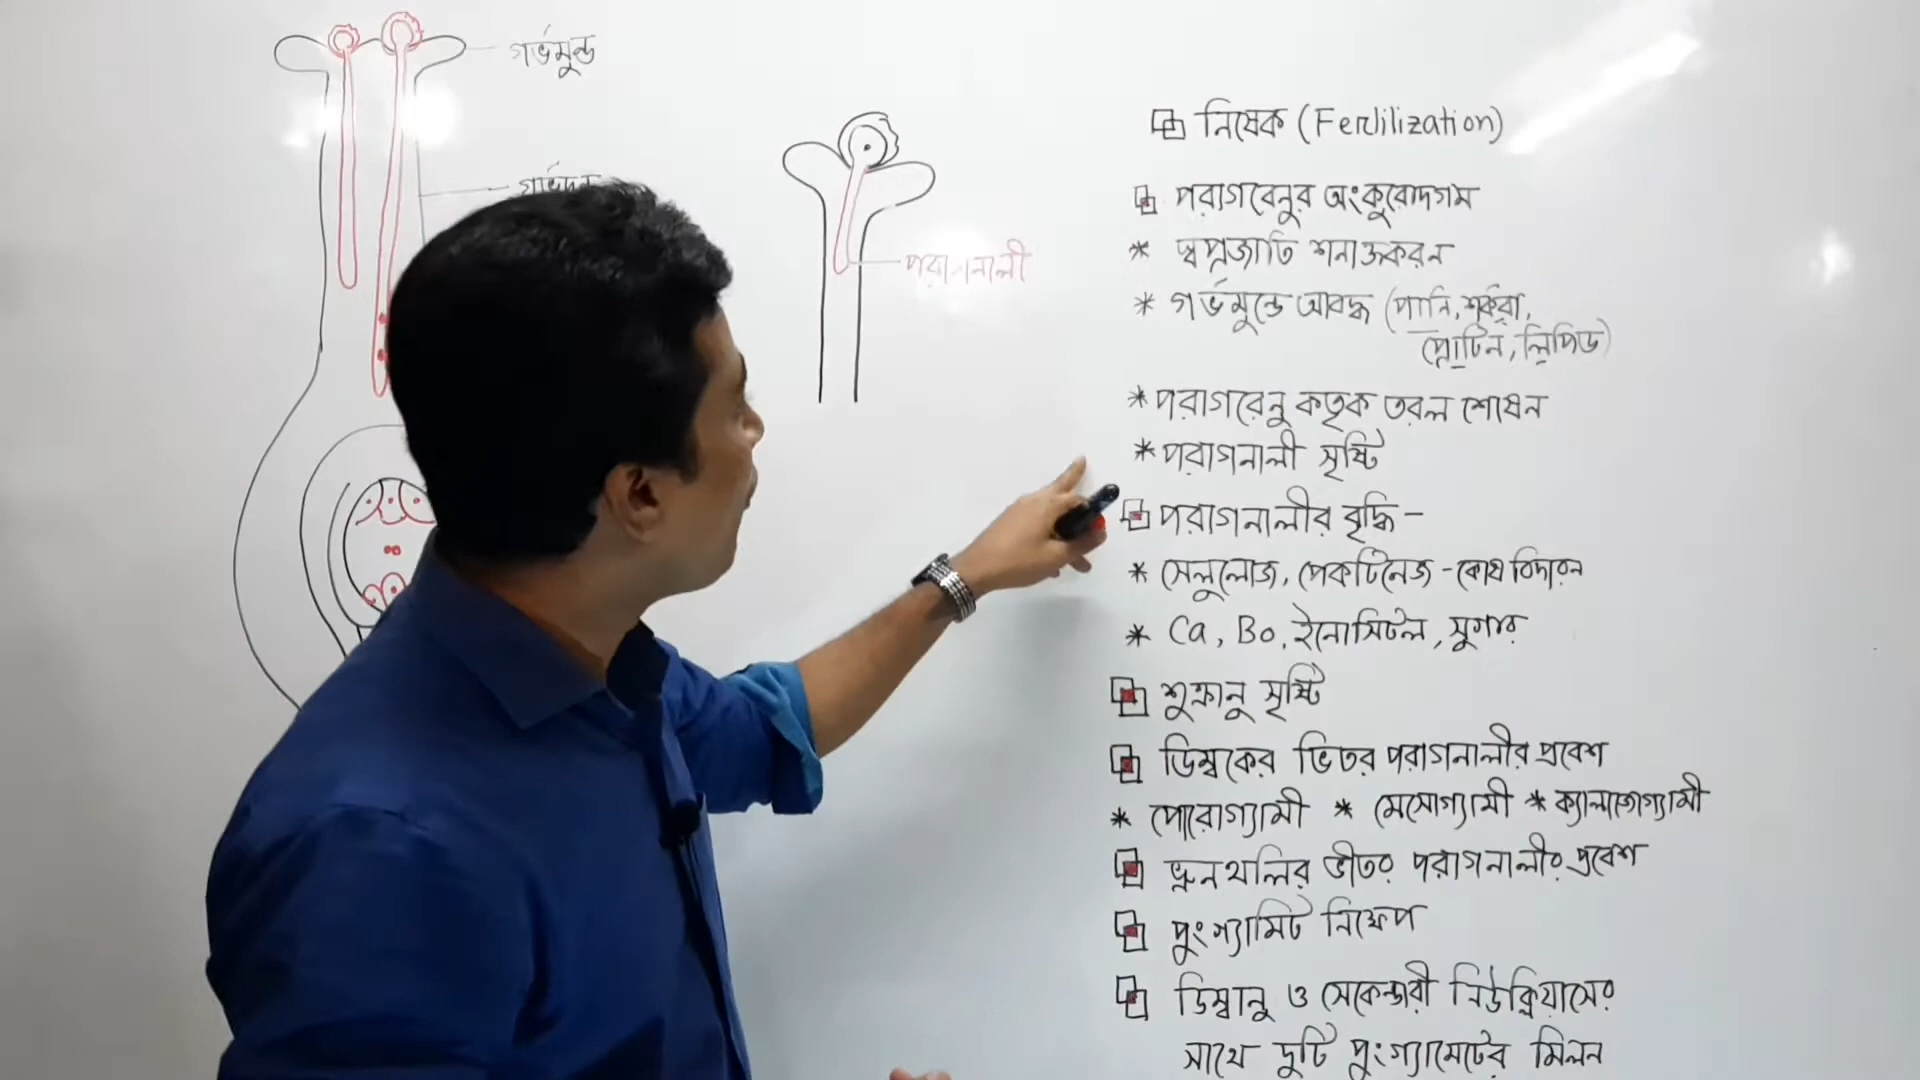 গর্ভমুন্ড
পরাগনালী
নিষেক (Fertilization)
পরাগরেনুর অংকুরোদগম
* স্বপ্রজাতি শনাক্তকরন
* গর্ভমুন্ডে আবদ্ধ (পানি, শর্করা,
প্রোটিন, লিপিড)
* পরাগরেনু কর্তৃক তরল শোষন
* পরাগনালী সৃষ্টি
পরাগনালীর বৃদ্ধি -
* সেলুলোজ, পেকটিনেজ - কোষ বিদারন
* Ca, Bo, ইনোসিটল, সুগার
শুক্রানু সৃষ্টি
ডিম্বকের ভিতর পরাগনালীর প্রবেশ
* পোরোগ্যামী * মেসোগ্যামী * ক্যালাজোগ্যামী
ভ্রুনথলির ভীতর পরাগনালীর প্রবেশ
পুংগ্যামিট নিক্ষেপ
ডিম্বানু ও সেকেন্ডারী নিউক্লিয়াসের
সাথে দুটি পুংগ্যামেটের মিলন